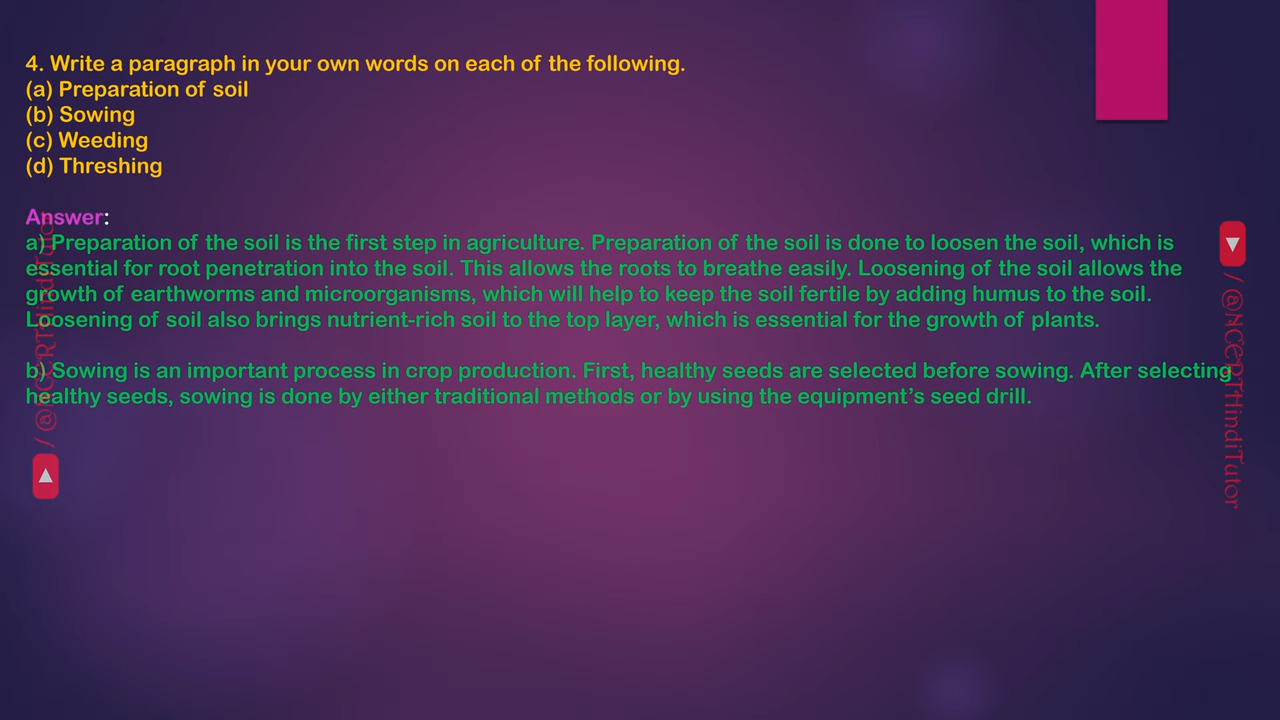 4. Write a paragraph in your own words on each of the following.
(a) Preparation of soil
(b) Sowing
(c) Weeding
(d) Threshing
Answer:
a) Preparation of the soil is the first step in agriculture. Preparation of the soil is done to loosen the soil, which is
essential for root penetration into the soil. This allows the roots to breathe easily. Loosening of the soil allows the
growth of earthworms and microorganisms, which will help to keep the soil fertile by adding humus to the soil.
Loosening of soil also brings nutrient-rich soil to the top layer, which is essential for the growth of plants.
b) Sowing is an important process in crop production. First, healthy seeds are selected before sowing. After selecting
healthy seeds, sowing is done by either traditional methods or by using the equipment’s seed drill.
/ @NCERTHindiTutor
/ @NCERTHindiTutor